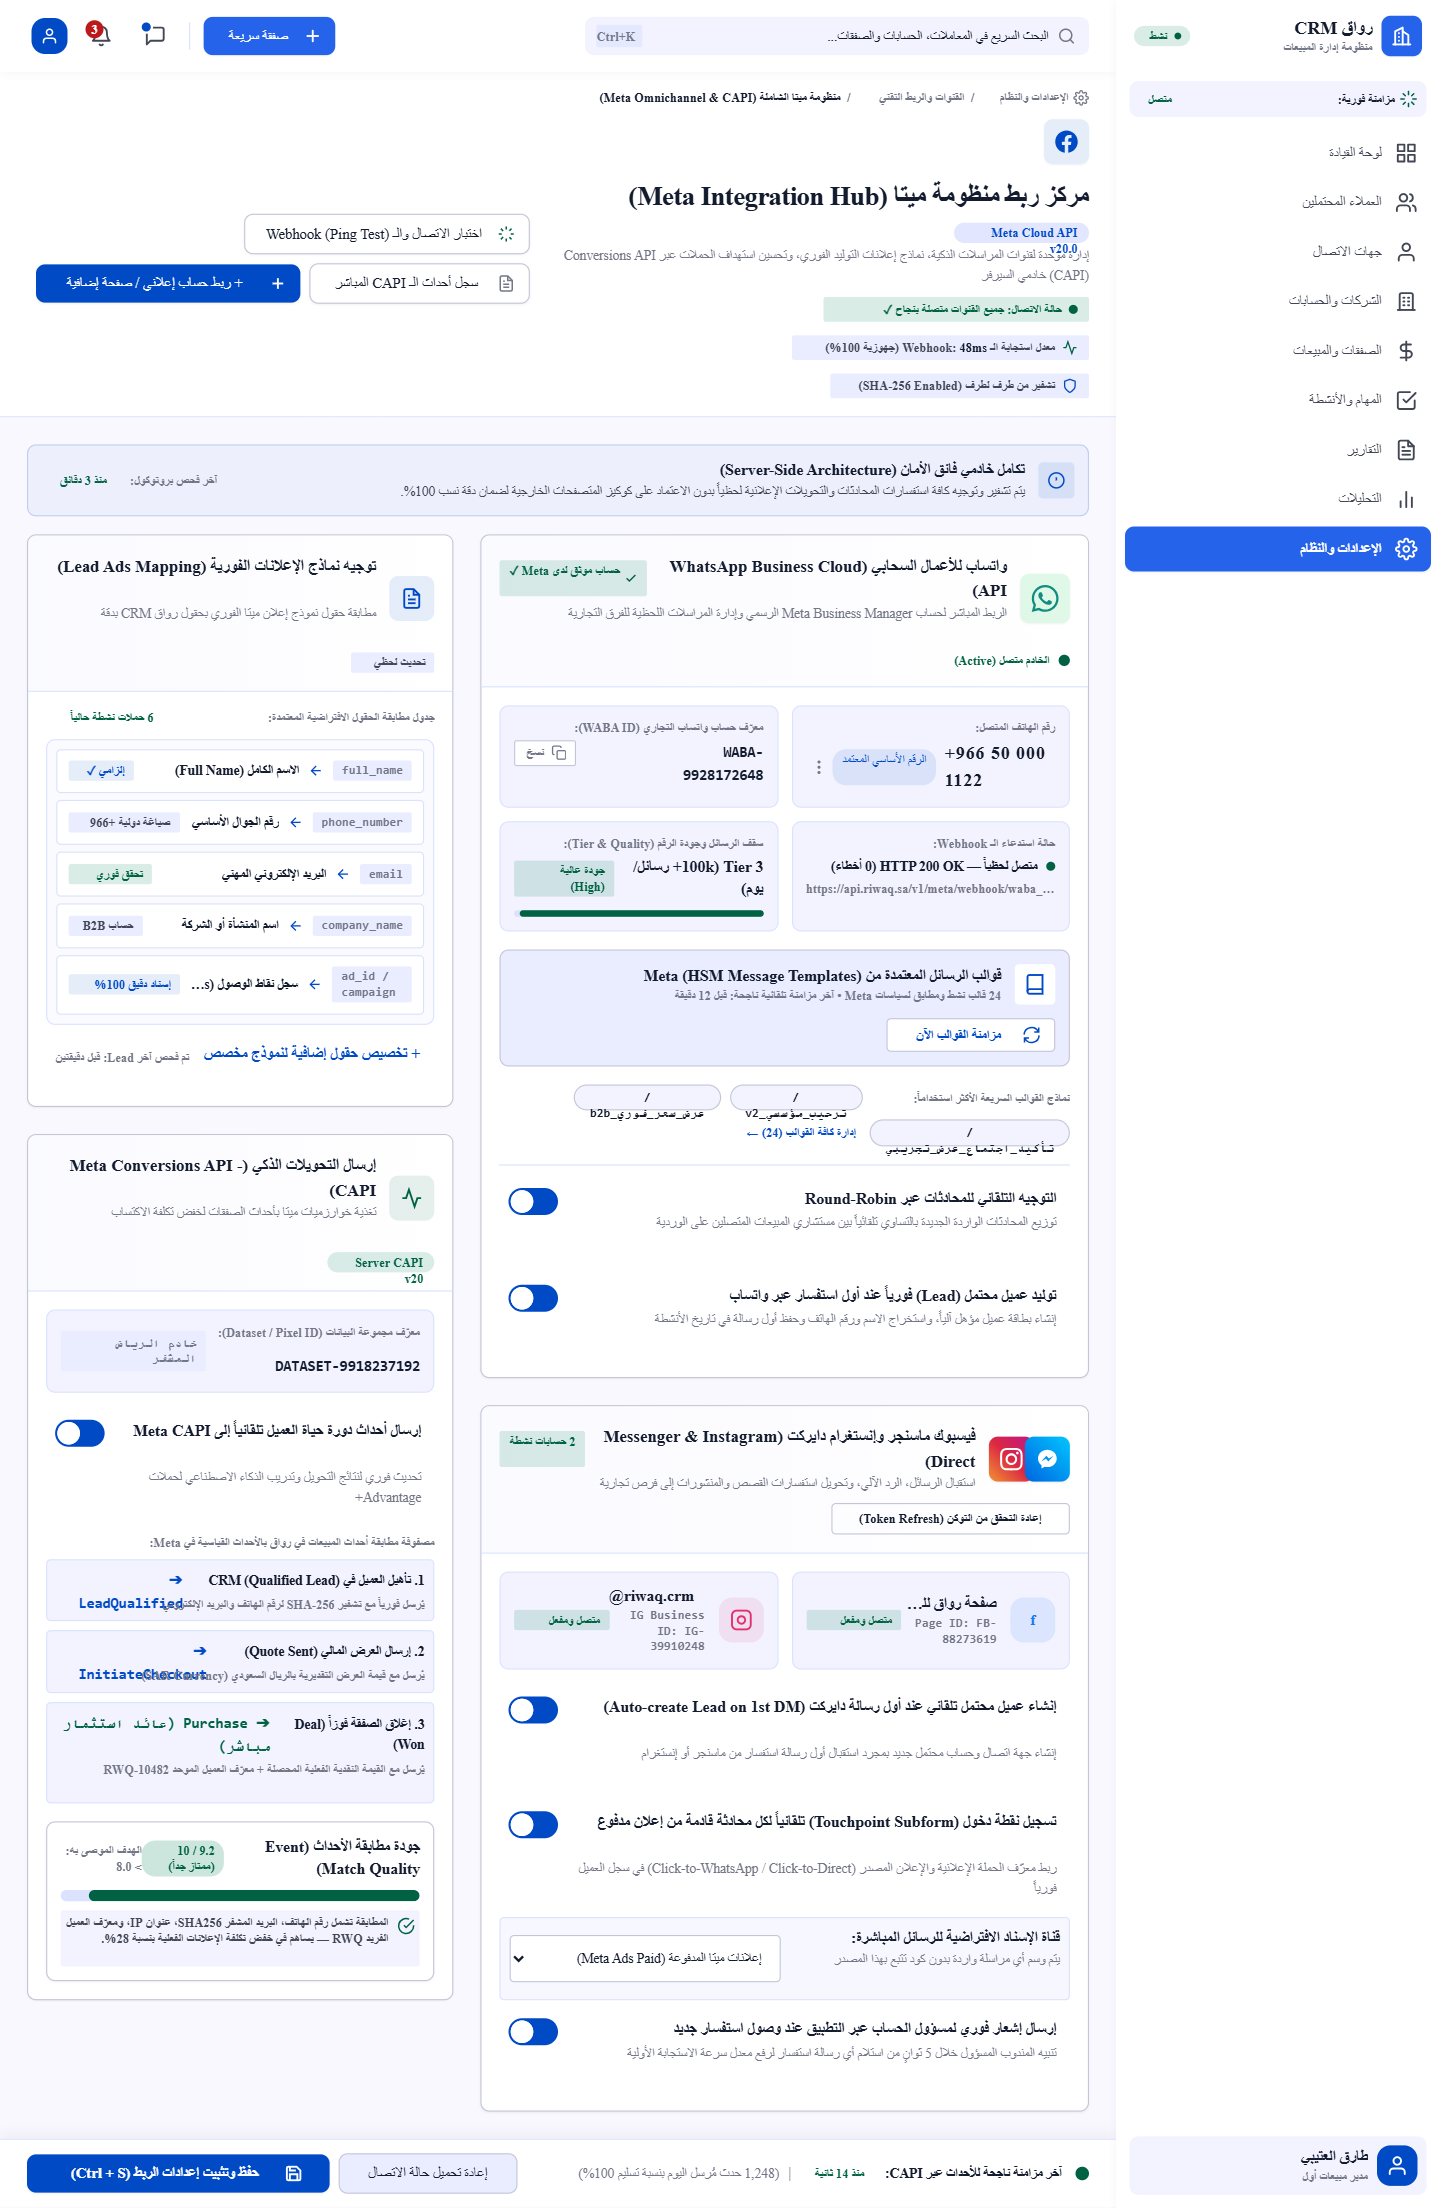 رواق CRM
منظومة إدارة المبيعات
نشط
مزامنة فورية:
متصل
لوحة القيادة
العملاء المحتملين
جهات الاتصال
الشركات والحسابات
الصفقات والمبيعات
المهام والأنشطة
التقارير
التحليلات
الإعدادات والنظام
طارق العتيبي
مدير مبيعات أول
البحث السريع في المعاملات، الحسابات والصفقات...
Ctrl+K
صفقة سريعة
3
الإعدادات والنظام / القنوات والربط التقني / منظومة ميتا الشاملة (Meta Omnichannel & CAPI)
مركز ربط منظومة ميتا (Meta Integration Hub)
Meta Cloud API
v20.0
إدارة موحدة لقنوات المراسلات الذكية، نماذج إعلانات التوليد الفوري، وتحسين استهداف الحملات عبر Conversions API
(CAPI) خادمي السيرفر
حالة الاتصال: جميع القنوات متصلة بنجاح ✓
معدل استجابة الـ Webhook: 48ms (جهوزية 100%)
تشفير من طرف لطرف (SHA-256 Enabled)
اختبار الاتصال والـ Webhook (Ping Test)
سجل أحداث الـ CAPI المباشر
+ ربط حساب إعلاني / صفحة إضافية
تكامل خادمي فائق الأمان (Server-Side Architecture)
يتم تشفير وتوجيه كافة استفسارات المحادثات والتحويلات الإعلانية لحظياً بدون الاعتماد على كوكيز المتصفحات الخارجية لضمان دقة نسب 100%.
آخر فحص بروتوكول:
منذ 3 دقائق
واتساب للأعمال السحابي (WhatsApp Business Cloud
API)
حساب موثق لدى Meta ✓
الربط المباشر لحساب Meta Business Manager الرسمي وإدارة المراسلات اللحظية للفرق التجارية
الخادم متصل (Active)
رقم الهاتف المتصل:
+966 50 000
1122
الرقم الأساسي المعتمد
معرّف حساب واتساب التجاري (WABA ID):
WABA-
9928172648
نسخ
حالة استدعاء الـ Webhook:
متصل لحظياً — HTTP 200 OK (0 أخطاء)
https://api.riwaq.sa/v1/meta/webhook/waba_...
سقف الرسائل وجودة الرقم (Tier & Quality):
Tier 3 (100k+ رسائل/
يوم)
جودة عالية
(High)
قوالب الرسائل المعتمدة من Meta (HSM Message Templates)
24 قالب نشط ومطابق لسياسات Meta • آخر مزامنة تلقائية ناجحة: قبل 12 دقيقة
مزامنة القوالب الآن
نماذج القوالب السريعة الأكثر استخداماً:
/
ترحيب_مؤسسي_v2
/
عرض_سعر_فوري_b2b
/
تأكيد_اجتماع_عرض_تجريبي
إدارة كافة القوالب (24) ←
التوجيه التلقائي للمحادثات عبر Round-Robin
توزيع المحادثات الواردة الجديدة بالتساوي تلقائياً بين مستشاري المبيعات المتصلين على الوردية
توليد عميل محتمل (Lead) فورياً عند أول استفسار عبر واتساب
إنشاء بطاقة عميل مؤهل آلياً، واستخراج الاسم ورقم الهاتف وحفظ أول رسالة في تاريخ الأنشطة
فيسبوك ماسنجر وإنستغرام دايركت (Messenger & Instagram
Direct)
2 حسابات نشطة
استقبال الرسائل، الرد الآلي، وتحويل استفسارات القصص والمنشورات إلى فرص تجارية
إعادة التحقق من التوكن (Token Refresh)
f
صفحة رواق للـ...
Page ID: FB-
88273619
متصل ومفعل
@riwaq.crm
IG Business
ID: IG-
39910248
متصل ومفعل
إنشاء عميل محتمل تلقائي عند أول رسالة دايركت (Auto-create Lead on 1st DM)
إنشاء جهة اتصال وحساب محتمل جديد بمجرد استقبال أول رسالة استفسار من ماسنجر أو إنستغرام
تسجيل نقطة دخول (Touchpoint Subform) تلقائياً لكل محادثة قادمة من إعلان مدفوع
ربط معرّف الحملة الإعلانية والإعلان المصدر (Click-to-WhatsApp / Click-to-Direct) في سجل العميل
فورياً
قناة الإسناد الافتراضية للرسائل المباشرة:
يتم وسم أي مراسلة واردة بدون كود تتبع بهذا المصدر
إعلانات ميتا المدفوعة (Meta Ads Paid)
إرسال إشعار فوري لمسؤول الحساب عبر التطبيق عند وصول استفسار جديد
تنبيه المندوب المسؤول خلال 5 ثوانٍ من استلام أي رسالة استفسار لرفع معدل سرعة الاستجابة الأولية
توجيه نماذج الإعلانات الفورية (Lead Ads Mapping)
مطابقة حقول نموذج إعلان ميتا الفوري بحقول رواق CRM بدقة
تحديث لحظي
جدول مطابقة الحقول الافتراضية المعتمدة:
6 حملات نشطة حالياً
full_name ← الاسم الكامل (Full Name) إلزامي ✓
phone_number ← رقم الجوال الأساسي صياغة دولية +966
email ← البريد الإلكتروني المهني تحقق فوري
company_name ← اسم المنشأة أو الشركة حساب B2B
ad_id /
campaign
← سجل نقاط الوصول (s... إسناد دقيق 100%
+ تخصيص حقول إضافية لنموذج مخصص
تم فحص آخر Lead: قبل دقيقتين
إرسال التحويلات الذكي (Meta Conversions API -
CAPI)
تغذية خوارزميات ميتا بأحداث الصفقات لخفض تكلفة الاكتساب
Server CAPI
v20
معرّف مجموعة البيانات (Dataset / Pixel ID):
DATASET-9918237192
خادم الرياض
المشفر
إرسال أحداث دورة حياة العميل تلقائياً إلى Meta CAPI
تحديث فوري لنتائج التحويل وتدريب الذكاء الاصطناعي لحملات
Advantage+
مصفوفة مطابقة أحداث المبيعات في رواق بالأحداث القياسية في Meta:
1. تأهيل العميل في CRM (Qualified Lead)
➔
LeadQualified
يُرسل فورياً مع تشفير SHA-256 لرقم الهاتف والبريد الإلكتروني
2. إرسال العرض المالي (Quote Sent)
➔
InitiateCheckout
يُرسل مع قيمة العرض التقديرية بالريال السعودي (SAR Currency)
3. إغلاق الصفقة فوزاً (Deal
Won)
➔ Purchase (عائد استثمار
مباشر)
يُرسل مع القيمة النقدية الفعلية المحصلة + معرّف العميل الموحد RWQ-10482
جودة مطابقة الأحداث (Event
Match Quality)
9.2 / 10
(ممتاز جداً)
الهدف الموصى به:
> 8.0
المطابقة تشمل رقم الهاتف، البريد المشفر SHA256، عنوان IP، ومعرّف العميل
الفريد RWQ — يساهم في خفض تكلفة الإعلانات الفعلية بنسبة 28%.
آخر مزامنة ناجحة للأحداث عبر CAPI:
منذ 14 ثانية
|
(1,248 حدث مُرسل اليوم بنسبة تسليم 100%)
إعادة تحميل حالة الاتصال
حفظ وتثبيت إعدادات الربط (Ctrl + S)